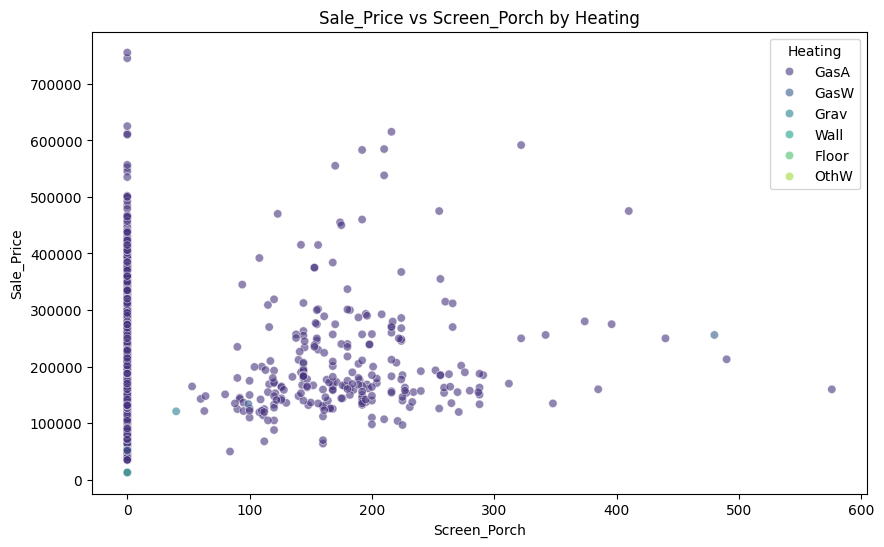 Sale_Price vs Screen_Porch by Heating
Heating
GasA
GasW
Grav
Wall
Floor
OthW
700000
600000
500000
400000
300000
200000
100000
0
Sale_Price
0 100 200 300 400 500 600
Screen_Porch